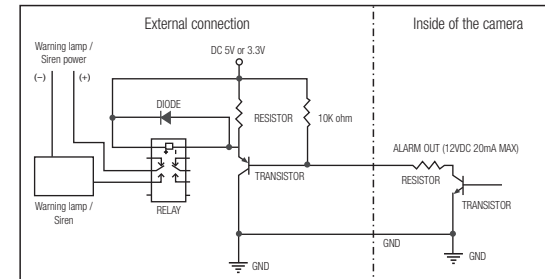 External connection
Inside of the camera
Warning lamp /
Siren power
(−)
(+)
DC 5V or 3.3V
DIODE
RESISTOR
10K ohm
ALARM OUT (12VDC 20mA MAX)
RESISTOR
TRANSISTOR
TRANSISTOR
Warning lamp /
Siren
RELAY
GND
GND
GND